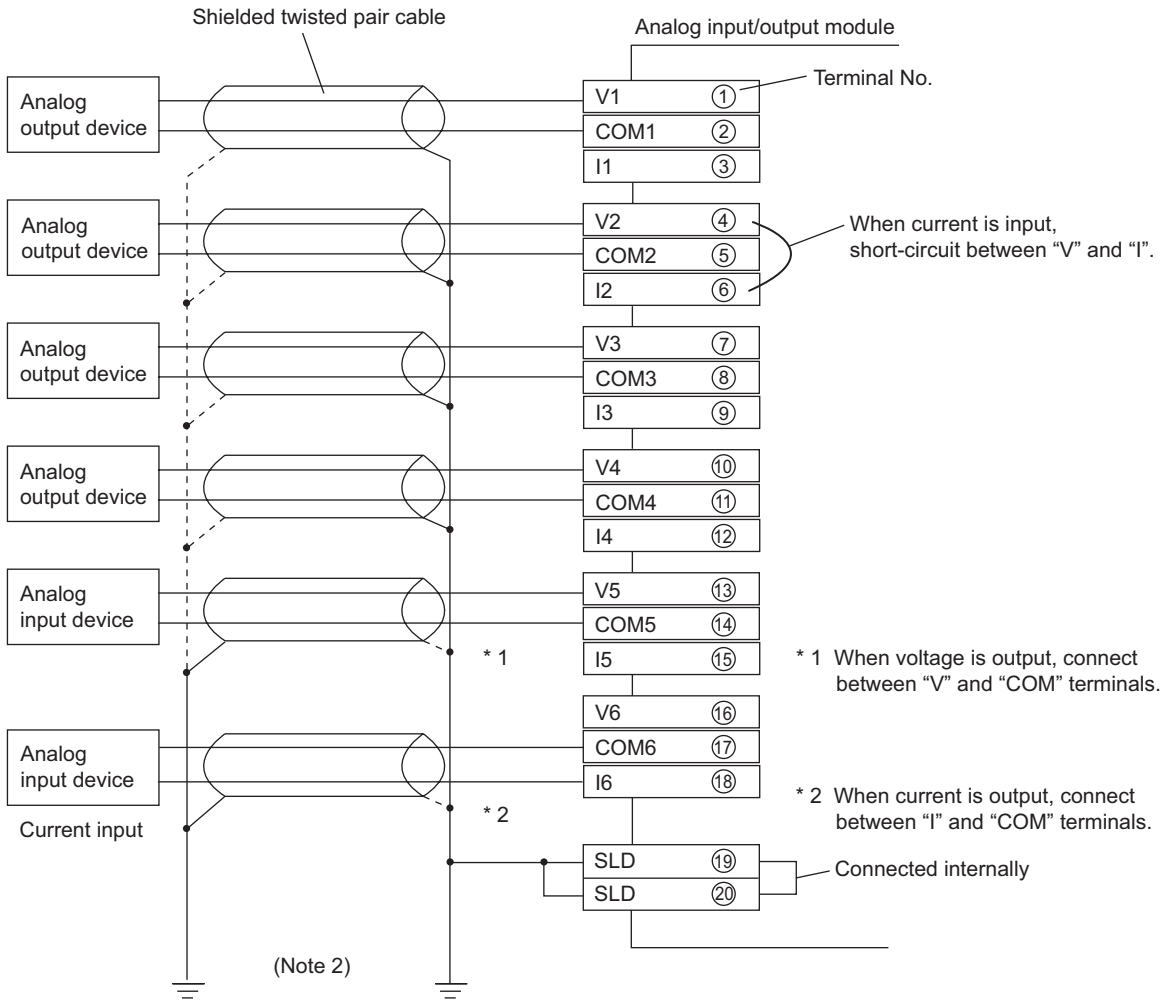 Shielded twisted pair cable
Analog input/output module
Terminal No.
Analog
output device
V1 ①
COM1 ②
I1 ③
Analog
output device
V2 ④
COM2 ⑤
I2 ⑥
When current is input,
short-circuit between “V” and “I”.
Analog
output device
V3 ⑦
COM3 ⑧
I3 ⑨
Analog
output device
V4 ⑩
COM4 ⑪
I4 ⑫
Analog
input device
V5 ⑬
COM5 ⑭
I5 ⑮
* 1
* 1 When voltage is output, connect
between “V” and “COM” terminals.
Analog
input device
Current input
V6 ⑯
COM6 ⑰
I6 ⑱
* 2
* 2 When current is output, connect
between “I” and “COM” terminals.
SLD ⑲
SLD ⑳
Connected internally
(Note 2)